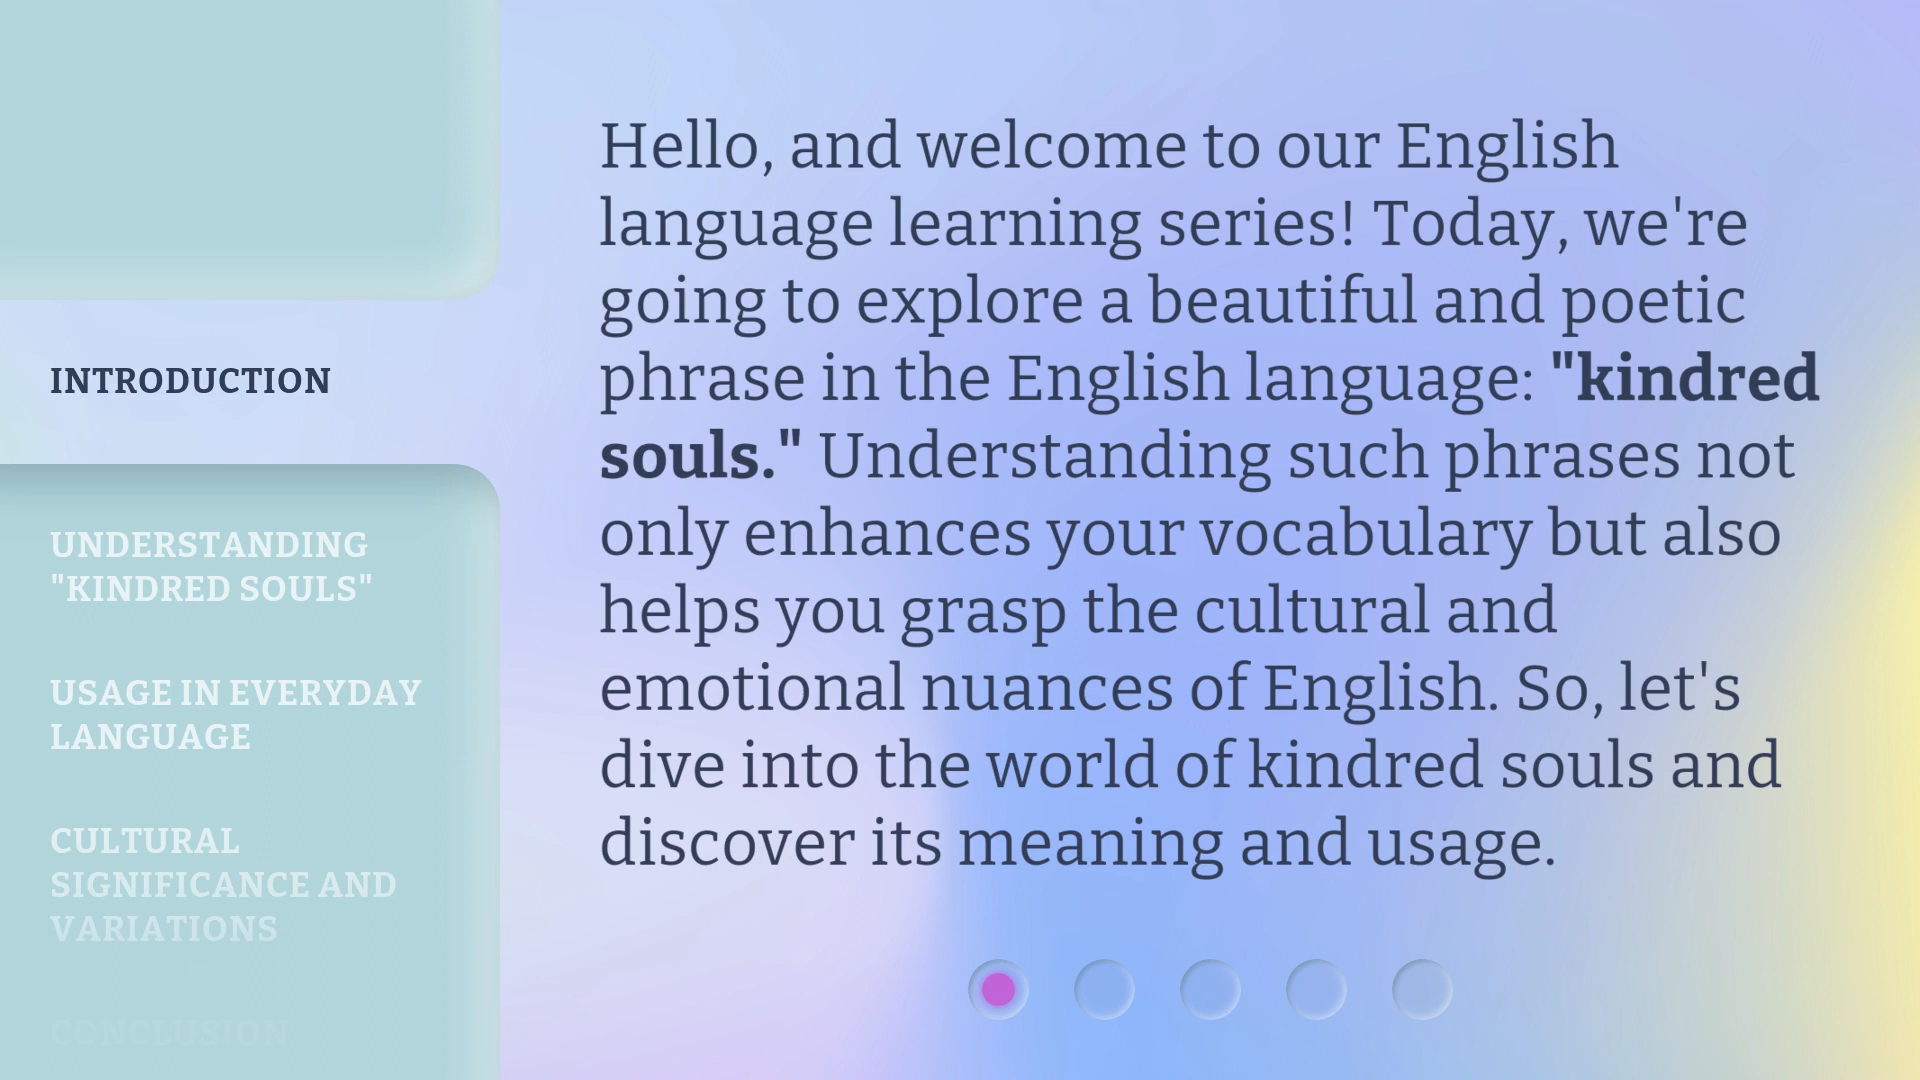 INTRODUCTION
UNDERSTANDING
"KINDRED SOULS"
USAGE IN EVERYDAY
LANGUAGE
CULTURAL
SIGNIFICANCE AND
VARIATIONS
CONCLUSION
Hello, and welcome to our English
language learning series! Today, we're
going to explore a beautiful and poetic
phrase in the English language: "kindred
souls." Understanding such phrases not
only enhances your vocabulary but also
helps you grasp the cultural and
emotional nuances of English. So, let's
dive into the world of kindred souls and
discover its meaning and usage.